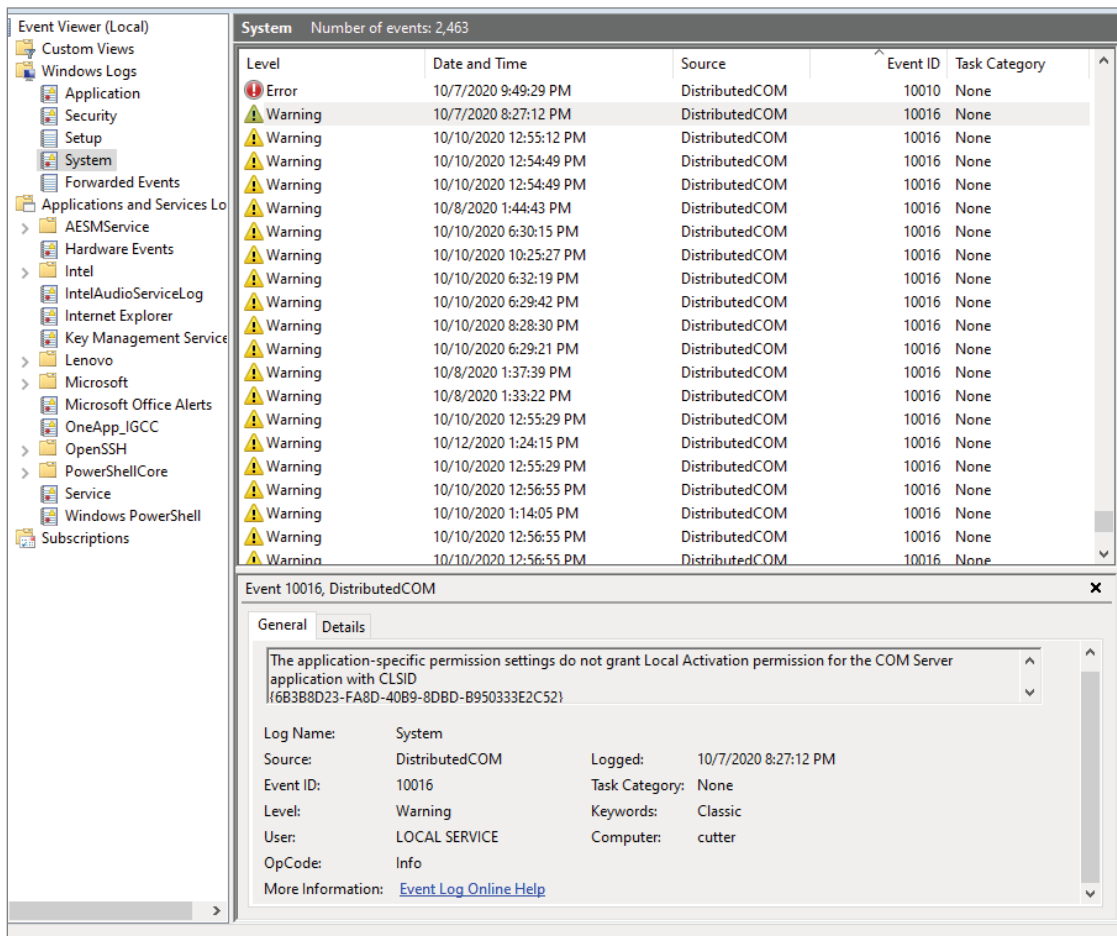 Event Viewer (Local)
Custom Views
Windows Logs
Application
Security
Setup
System
Forwarded Events
Applications and Services Lo
AESMService
Hardware Events
Intel
IntelAudioServiceLog
Internet Explorer
Key Management Service
Lenovo
Microsoft
Microsoft Office Alerts
OneApp_IGCC
OpenSSH
PowerShellCore
Service
Windows PowerShell
Subscriptions
System Number of events: 2,463
Level Date and Time Source Event ID Task Category
Error 10/7/2020 9:49:29 PM DistributedCOM 10010 None
Warning 10/7/2020 8:27:12 PM DistributedCOM 10016 None
Warning 10/10/2020 12:55:12 PM DistributedCOM 10016 None
Warning 10/10/2020 12:54:49 PM DistributedCOM 10016 None
Warning 10/10/2020 12:54:49 PM DistributedCOM 10016 None
Warning 10/8/2020 1:44:43 PM DistributedCOM 10016 None
Warning 10/10/2020 6:30:15 PM DistributedCOM 10016 None
Warning 10/10/2020 10:25:27 PM DistributedCOM 10016 None
Warning 10/10/2020 6:32:19 PM DistributedCOM 10016 None
Warning 10/10/2020 6:29:42 PM DistributedCOM 10016 None
Warning 10/10/2020 8:28:30 PM DistributedCOM 10016 None
Warning 10/10/2020 6:29:21 PM DistributedCOM 10016 None
Warning 10/8/2020 1:37:39 PM DistributedCOM 10016 None
Warning 10/8/2020 1:33:22 PM DistributedCOM 10016 None
Warning 10/10/2020 12:55:29 PM DistributedCOM 10016 None
Warning 10/12/2020 1:24:15 PM DistributedCOM 10016 None
Warning 10/10/2020 12:55:29 PM DistributedCOM 10016 None
Warning 10/10/2020 12:56:55 PM DistributedCOM 10016 None
Warning 10/10/2020 1:14:05 PM DistributedCOM 10016 None
Warning 10/10/2020 12:56:55 PM DistributedCOM 10016 None
Warning 10/10/2020 12:56:55 PM DistributedCOM 10016 None
Event 10016, DistributedCOM
General Details
The application-specific permission settings do not grant Local Activation permission for the COM Server
application with CLSID
{6B3B8D23-FA8D-40B9-8DBD-B950333E2C52}
Log Name: System
Source: DistributedCOM Logged: 10/7/2020 8:27:12 PM
Event ID: 10016 Task Category: None
Level: Warning Keywords: Classic
User: LOCAL SERVICE Computer: cutter
OpCode: Info
More Information: Event Log Online Help